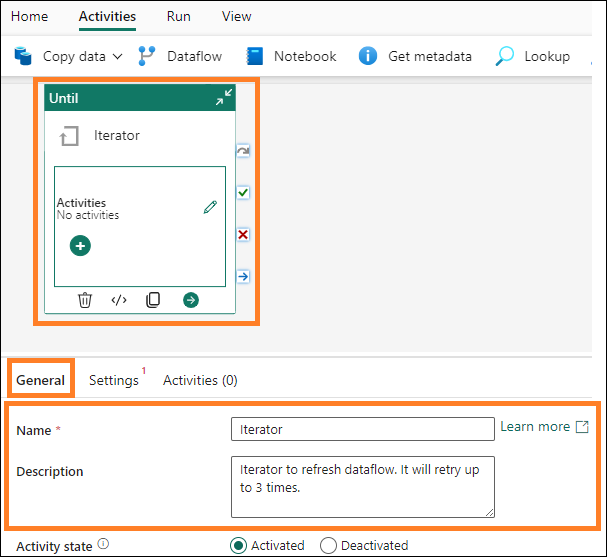 Home Activities Run View
Copy data Dataflow Notebook Get metadata Lookup
Until
Iterator
Activities
No activities
General Settings 1 Activities (0)
Name * Iterator Learn more
Description Iterator to refresh dataflow. It will retry up
to 3 times.
Activity state Activated Deactivated